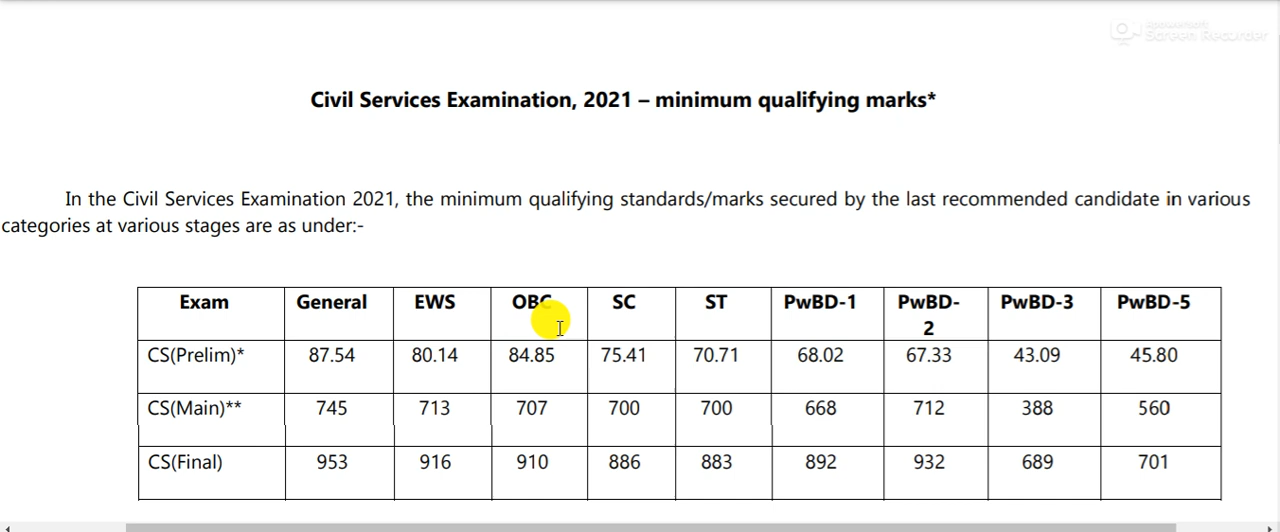 Apowersoft
Screen Recorder
Civil Services Examination, 2021 – minimum qualifying marks*
In the Civil Services Examination 2021, the minimum qualifying standards/marks secured by the last recommended candidate in various
categories at various stages are as under:-
Exam General EWS OBC SC ST PwBD-1 PwBD-2 PwBD-3 PwBD-5
CS(Prelim)* 87.54 80.14 84.85 75.41 70.71 68.02 67.33 43.09 45.80
CS(Main)** 745 713 707 700 700 668 712 388 560
CS(Final) 953 916 910 886 883 892 932 689 701